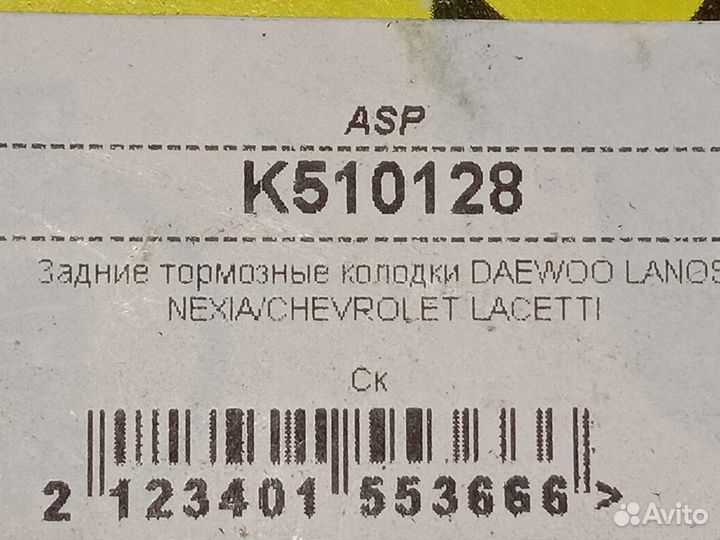 ASP
K510128
Задние тормозные колодки DAEWOO LANOS
NEXIA/CHEVROLET LACETTI
Ск
2 123401 553666 >
Avito